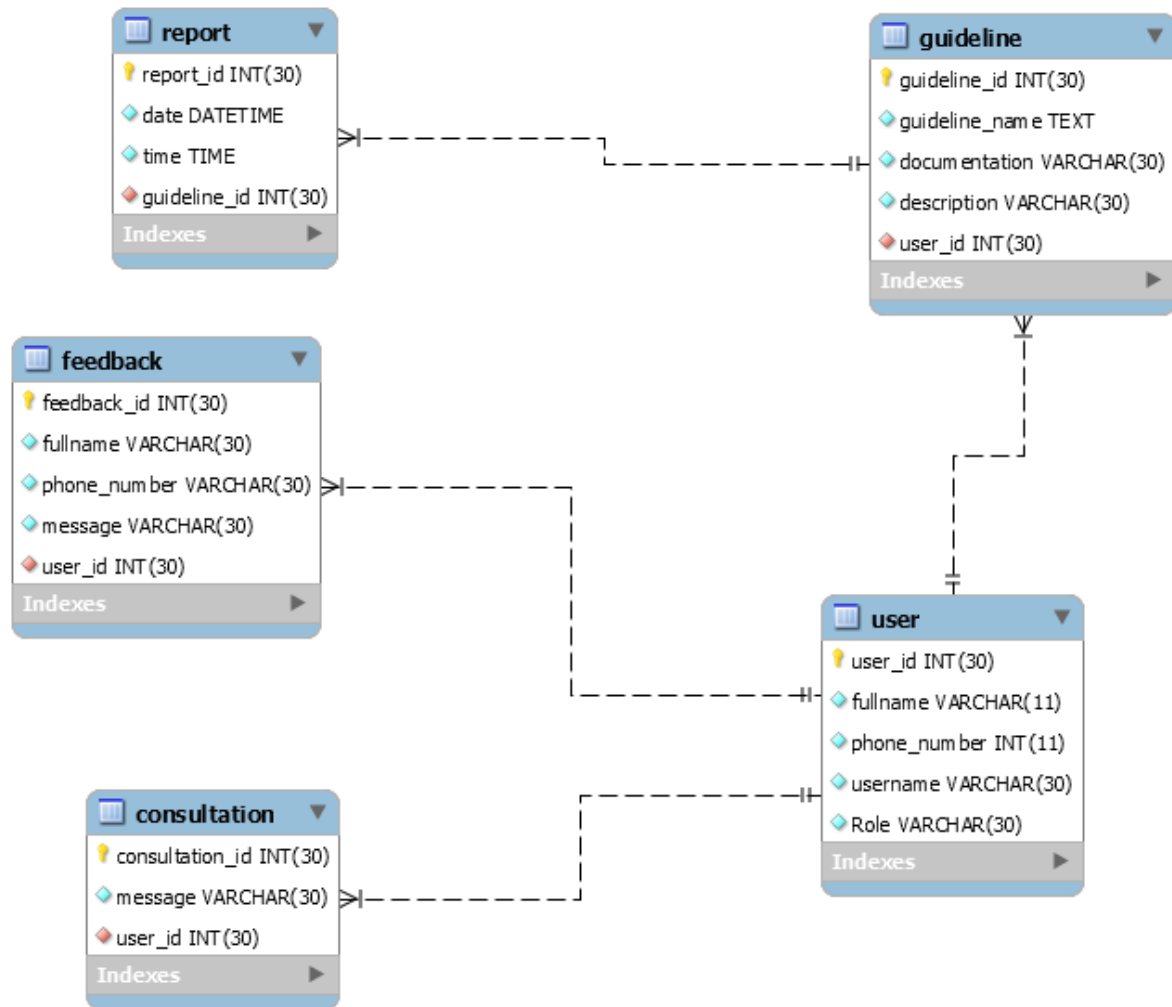 report
report_id INT(30)
date DATETIME
time TIME
guideline_id INT(30)
Indexes
guideline
guideline_id INT(30)
guideline_name TEXT
documentation VARCHAR(30)
description VARCHAR(30)
user_id INT(30)
Indexes
feedback
feedback_id INT(30)
fullname VARCHAR(30)
phone_number VARCHAR(30)
message VARCHAR(30)
user_id INT(30)
Indexes
user
user_id INT(30)
fullname VARCHAR(11)
phone_number INT(11)
username VARCHAR(30)
Role VARCHAR(30)
Indexes
consultation
consultation_id INT(30)
message VARCHAR(30)
user_id INT(30)
Indexes